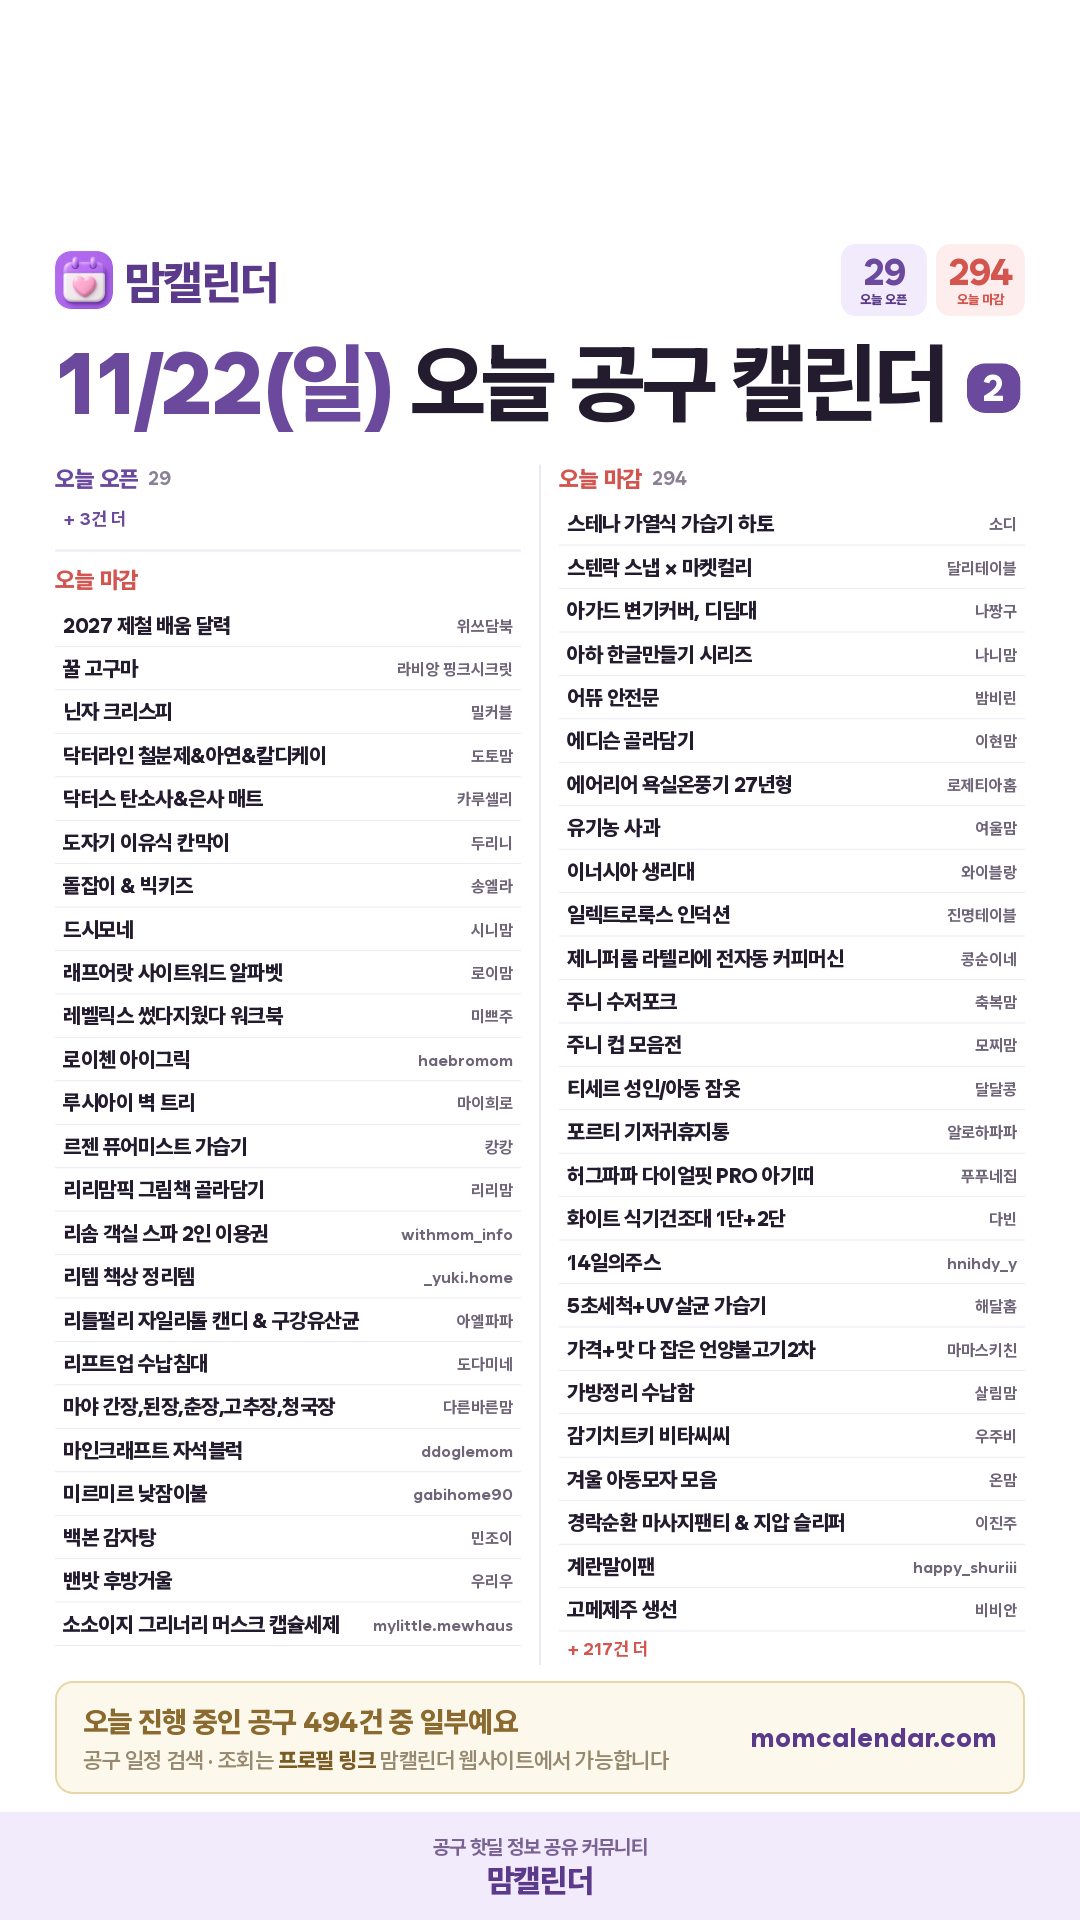 맘캘린더
29
오늘 오픈
294
오늘 마감
11/22(일) 오늘 공구 캘린더 2
오늘 오픈 29
+ 3건 더
오늘 마감
2027 제철 배움 달력 위쓰담북
꿀 고구마 라비앙 핑크시크릿
닌자 크리스피 밀커블
닥터라인 철분제&아연&칼디케이 도토맘
닥터스 탄소사&은사 매트 카루셀리
도자기 이유식 칸막이 두리니
돌잡이 & 빅키즈 송엘라
드시모네 시니맘
래프어랏 사이트워드 알파벳 로이맘
레벨릭스 썼다지웠다 워크북 미쁘주
로이첸 아이그릭 haebromom
루시아이 벽 트리 마이희로
르젠 퓨어미스트 가습기 캉캉
리리맘픽 그림책 골라담기 리리맘
리솜 객실 스파 2인 이용권 withmom_info
리템 책상 정리템 _yuki.home
리틀펄리 자일리톨 캔디 & 구강유산균 아엘파파
리프트업 수납침대 도다미네
마야 간장,된장,춘장,고추장,청국장 다른바른맘
마인크래프트 자석블럭 ddoglemom
미르미르 낮잠이불 gabihome90
백본 감자탕 민조이
밴밧 후방거울 우리우
소소이지 그리너리 머스크 캡슐세제 mylittle.mewhaus
오늘 마감 294
스테나 가열식 가습기 하토 소디
스텐락 스냅 × 마켓컬리 달리테이블
아가드 변기커버, 디딤대 나짱구
아하 한글만들기 시리즈 나니맘
어뜌 안전문 밤비린
에디슨 골라담기 이현맘
에어리어 욕실온풍기 27년형 로제티아홈
유기농 사과 여울맘
이너시아 생리대 와이블랑
일렉트로룩스 인덕션 진명테이블
제니퍼룸 라텔리에 전자동 커피머신 콩순이네
주니 수저포크 축복맘
주니 컵 모음전 모찌맘
티세르 성인/아동 잠옷 달달콩
포르티 기저귀휴지통 알로하파파
허그파파 다이얼핏 PRO 아기띠 푸푸네집
화이트 식기건조대 1단+2단 다빈
14일의주스 hnihdy_y
5초세척+UV살균 가습기 해달홈
가격+맛 다 잡은 언양불고기2차 마마스키친
가방정리 수납함 살림맘
감기치트키 비타씨씨 우주비
겨울 아동모자 모음 온맘
경락순환 마사지팬티 & 지압 슬리퍼 이진주
계란말이팬 happy_shuriii
고메제주 생선 비비안
+ 217건 더
오늘 진행 중인 공구 494건 중 일부예요
공구 일정 검색 · 조회는 프로필 링크 맘캘린더 웹사이트에서 가능합니다
momcalendar.com
공구 핫딜 정보 공유 커뮤니티
맘캘린더